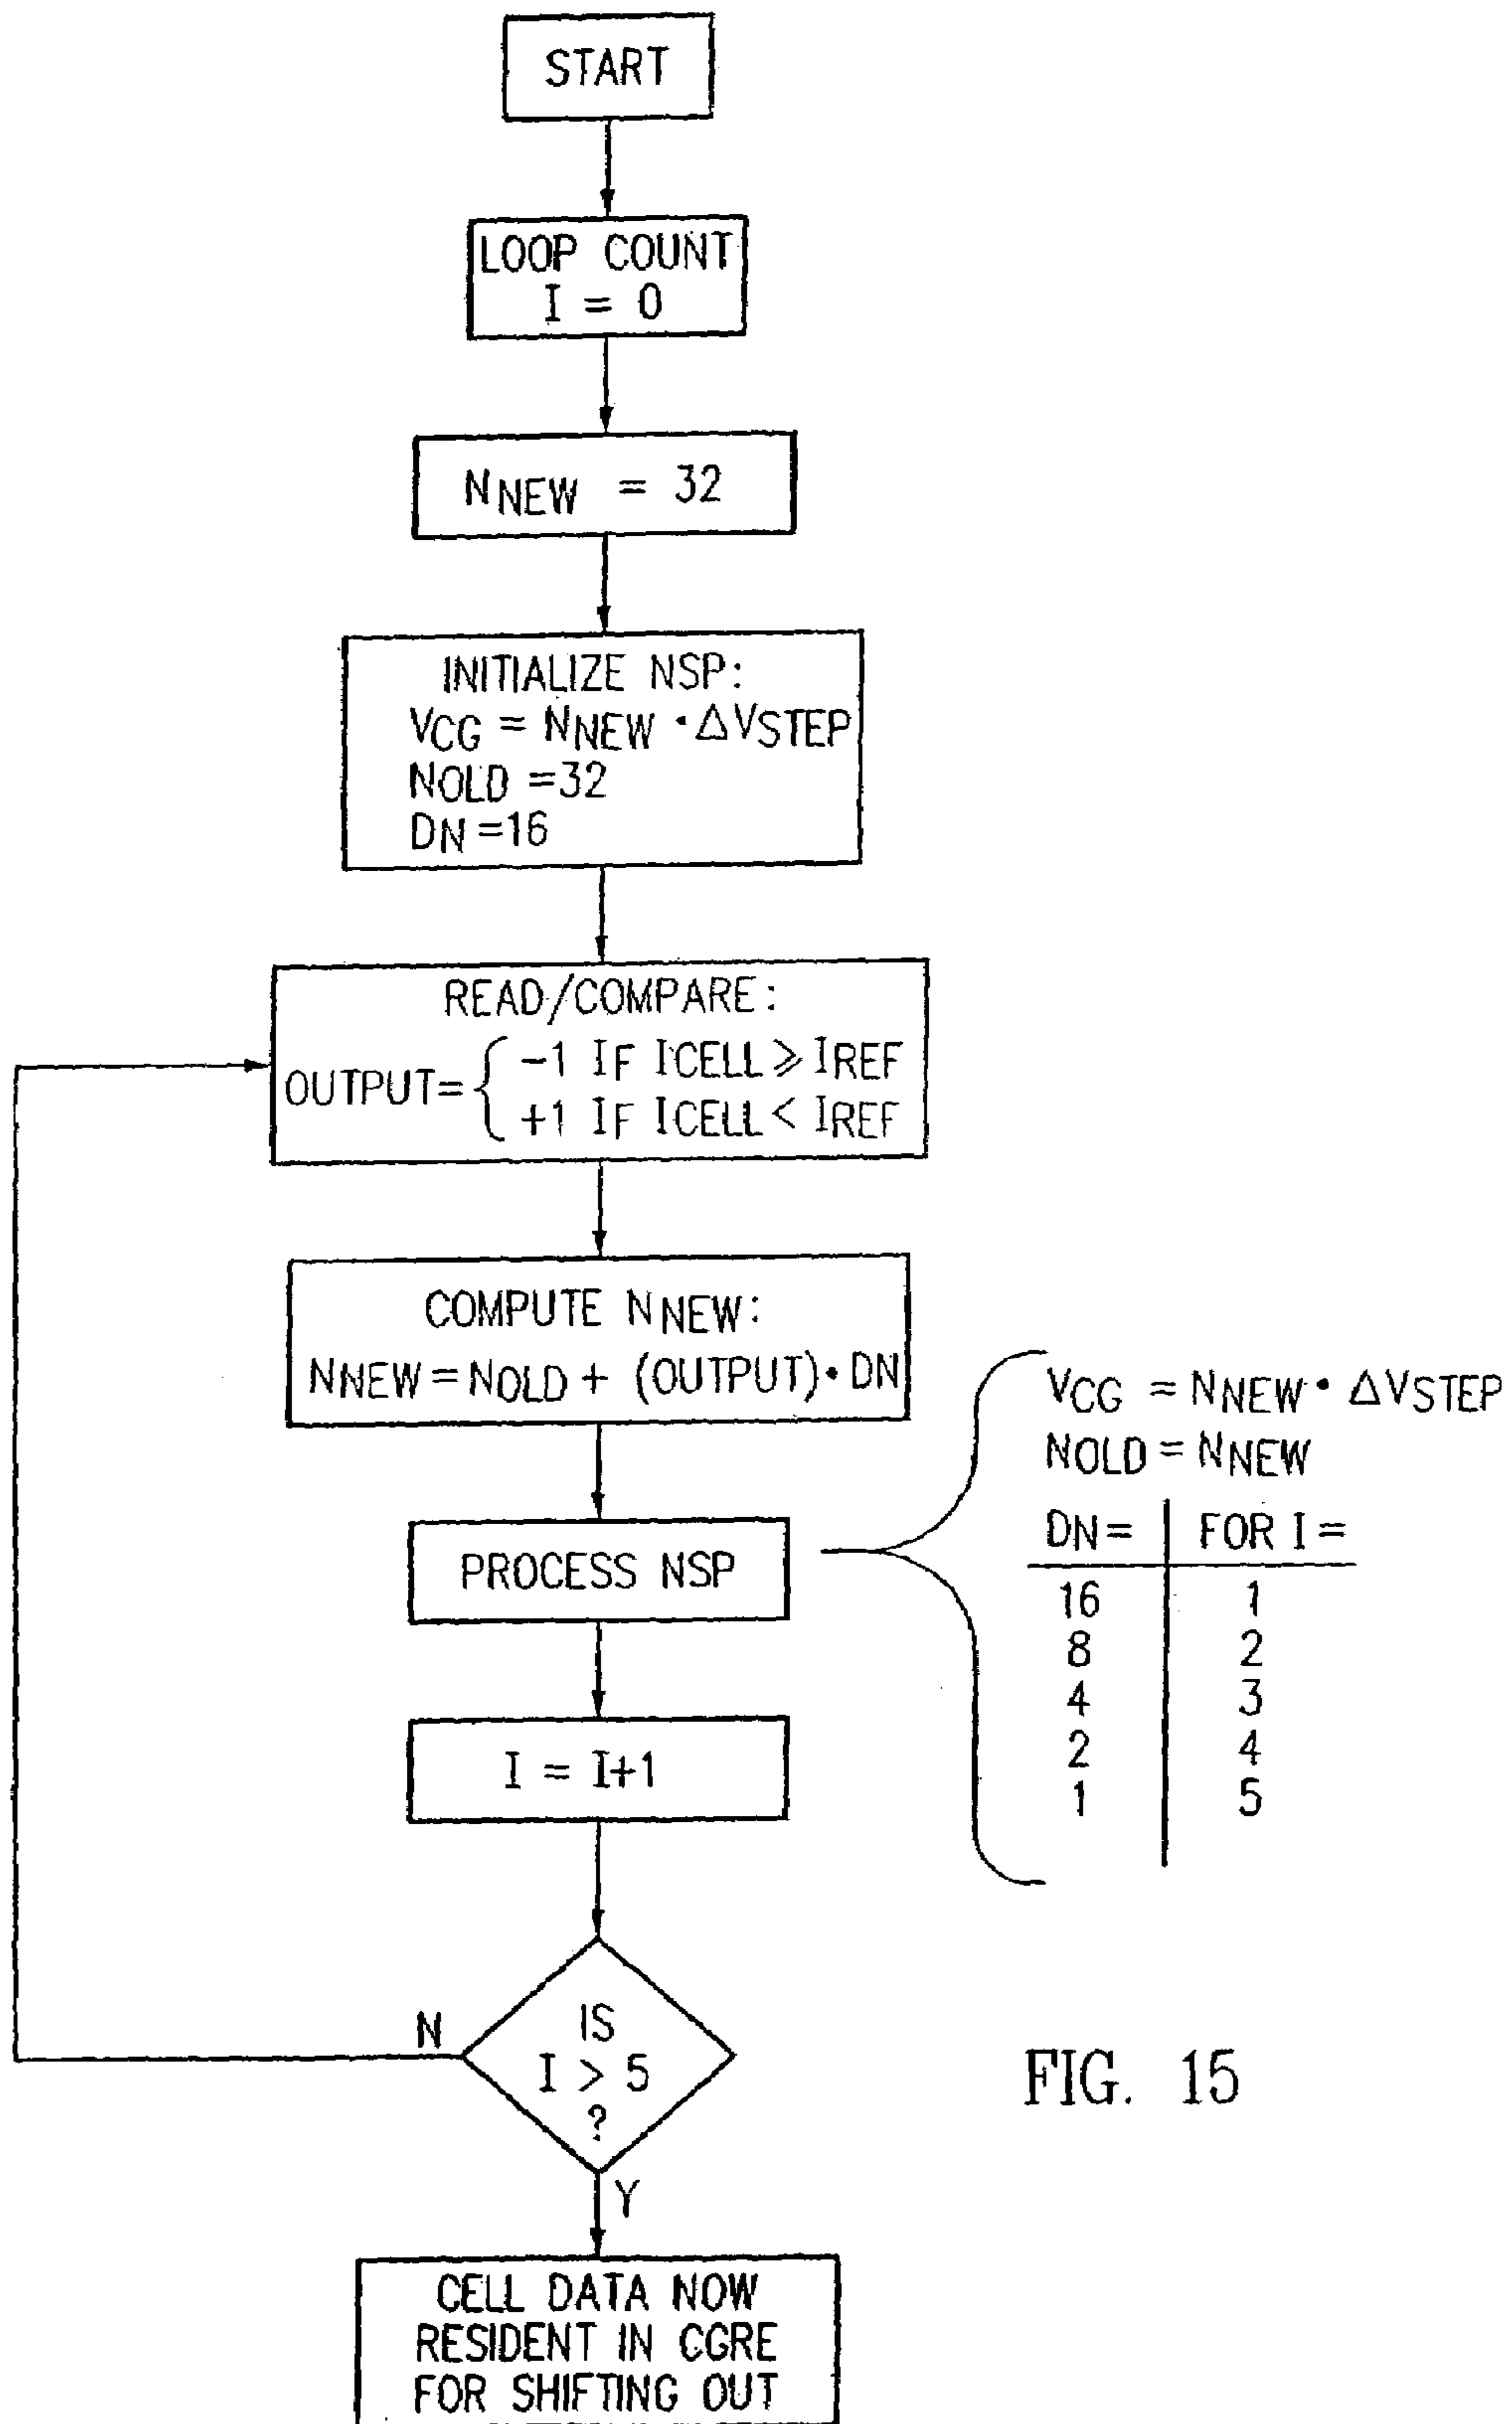 START
LOOP COUNT
I = 0
NNEW = 32
INITIALIZE NSP:
VCG = NNEW · ΔVSTEP
NOLD =32
DN =16
READ/COMPARE:
OUTPUT= { -1 IF ICELL ⩾ IREF
+1 IF ICELL < IREF
COMPUTE NNEW:
NNEW = NOLD + (OUTPUT)· DN
PROCESS NSP
VCG = NNEW · ΔVSTEP
NOLD = NNEW
DN = FOR I =
16 1
8 2
4 3
2 4
1 5
I = I+1
IS
I > 5
?
N
Y
CELL DATA NOW
RESIDENT IN CGRE
FOR SHIFTING OUT
FIG. 15